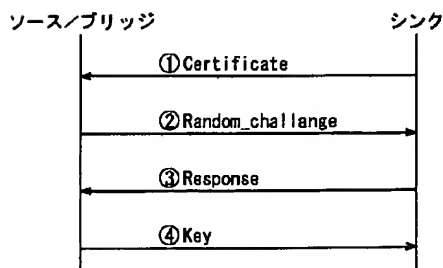 ソース/ブリッジ
シンク
①Certificate
②Random_challange
③Response
④Key